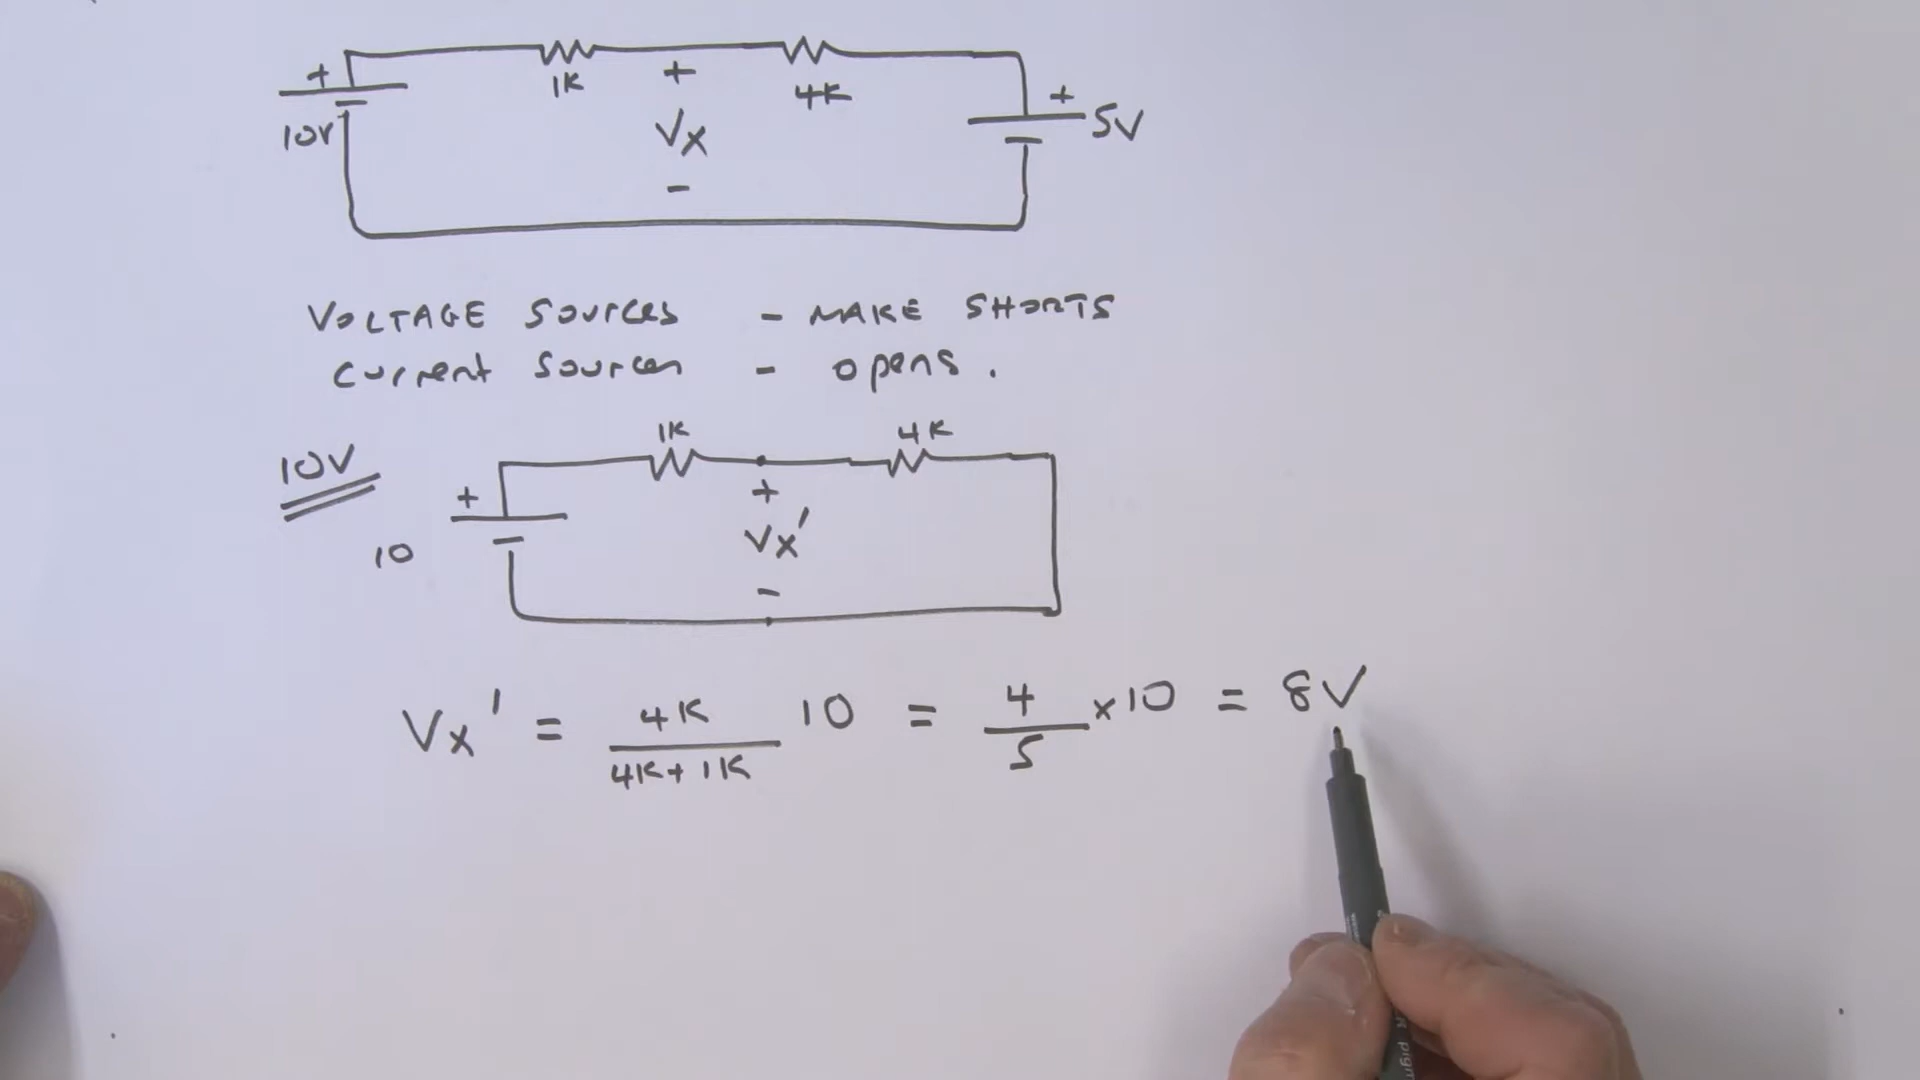 + 1K + 4K +
10V Vx 5V
-
VOLTAGE SOURCES - MAKE SHORTS
Current Sources - opens.
10V 1K 4K
+ +
10 Vx'
-
Vx' = 4K / 4K+1K 10 = 4 / 5 x 10 = 8V